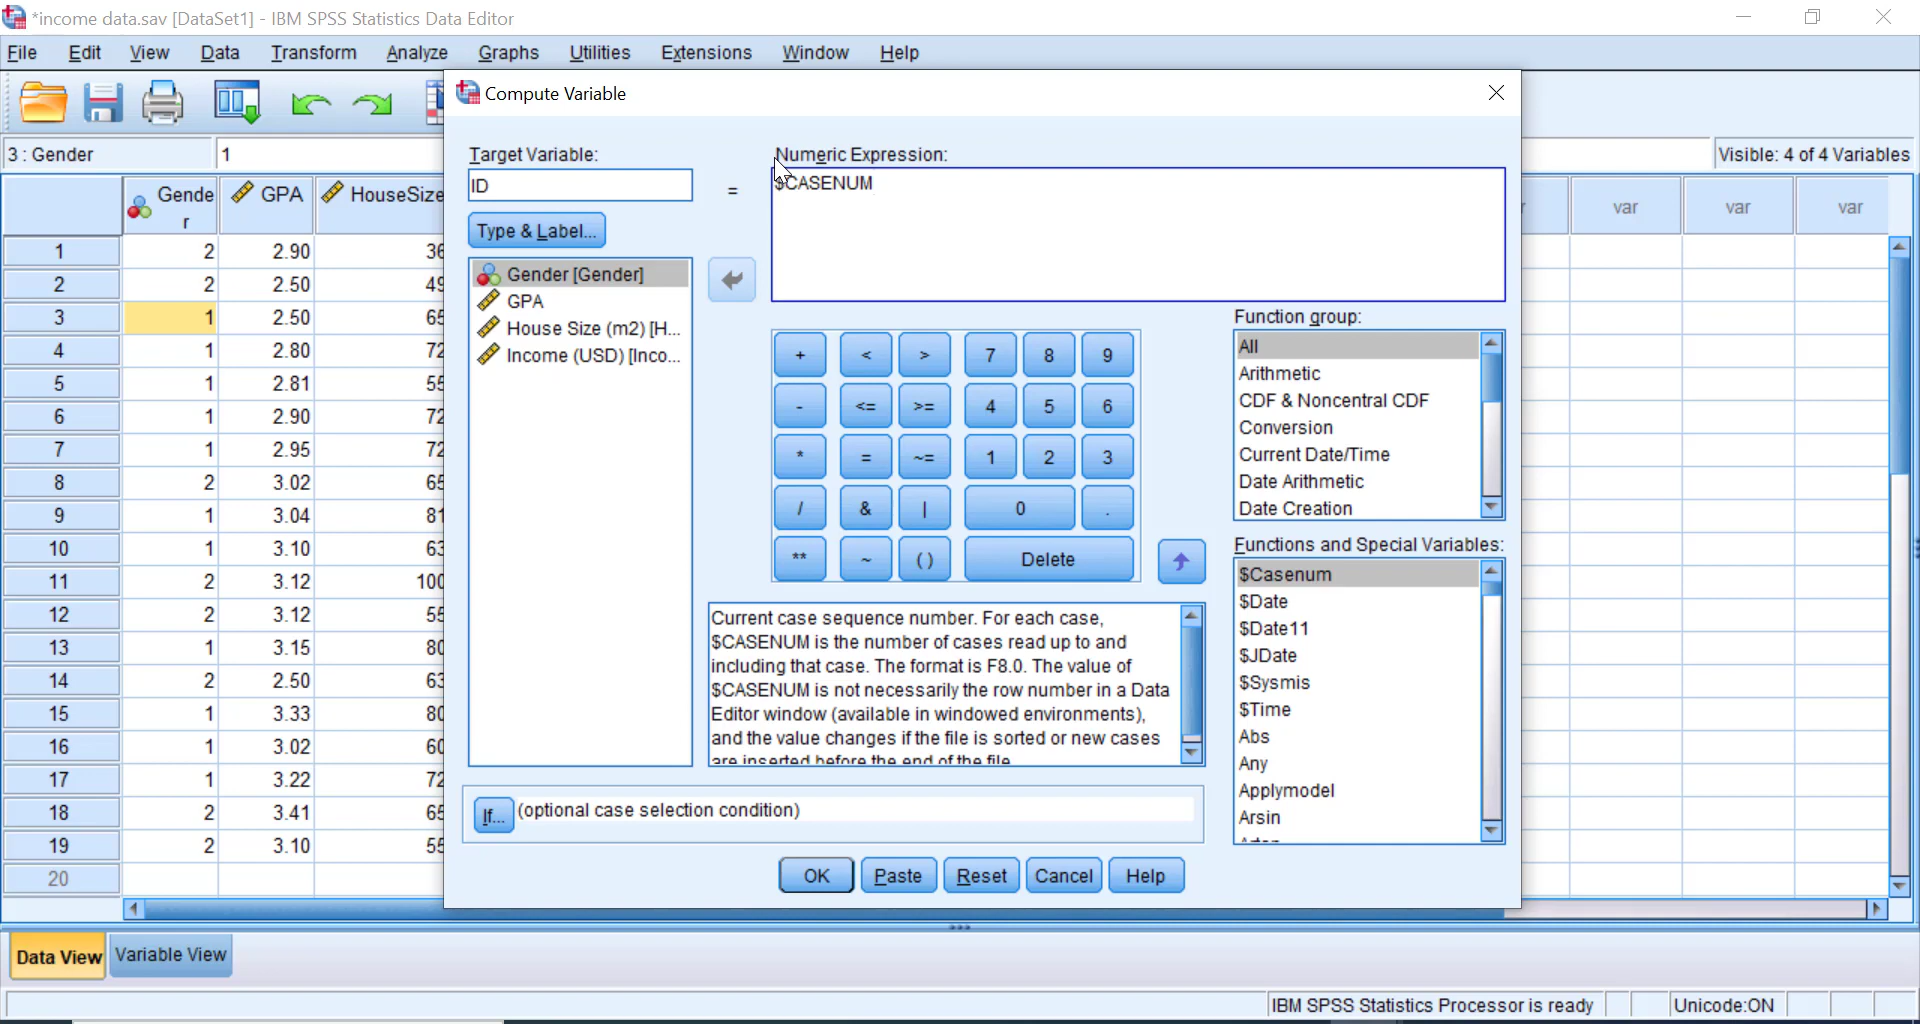 *income data.sav [DataSet1] - IBM SPSS Statistics Data Editor
File Edit View Data Transform Analyze Graphs Utilities Extensions Window Help
Compute Variable
3 : Gender 1 Visible: 4 of 4 Variables
Target Variable: Numeric Expression:
ID = $CASENUM
Type & Label...
Gender GPA HouseSize var var var
1 2 2.90
2 2 2.50
3 1 2.50
4 1 2.80
5 1 2.81
6 1 2.90
7 1 2.95
8 2 3.02
9 1 3.04
10 1 3.10
11 2 3.12 100
12 2 3.12
13 1 3.15
14 2 2.50
15 1 3.33
16 1 3.02
17 1 3.22
18 2 3.41
19 2 3.10
20
Gender [Gender]
GPA
House Size (m2) [H...
Income (USD) [Inco...
+ < > 7 8 9
- <= >= 4 5 6
* = ~= 1 2 3
/ & | 0 .
** ~ ( ) Delete
Function group:
All
Arithmetic
CDF & Noncentral CDF
Conversion
Current Date/Time
Date Arithmetic
Date Creation
Functions and Special Variables:
$Casenum
$Date
$Date11
$JDate
$Sysmis
$Time
Abs
Any
Applymodel
Arsin
Current case sequence number. For each case,
$CASENUM is the number of cases read up to and
including that case. The format is F8.0. The value of
$CASENUM is not necessarily the row number in a Data
Editor window (available in windowed environments),
and the value changes if the file is sorted or new cases
are inserted before the end of the file
If... (optional case selection condition)
OK Paste Reset Cancel Help
Data View Variable View
IBM SPSS Statistics Processor is ready Unicode:ON